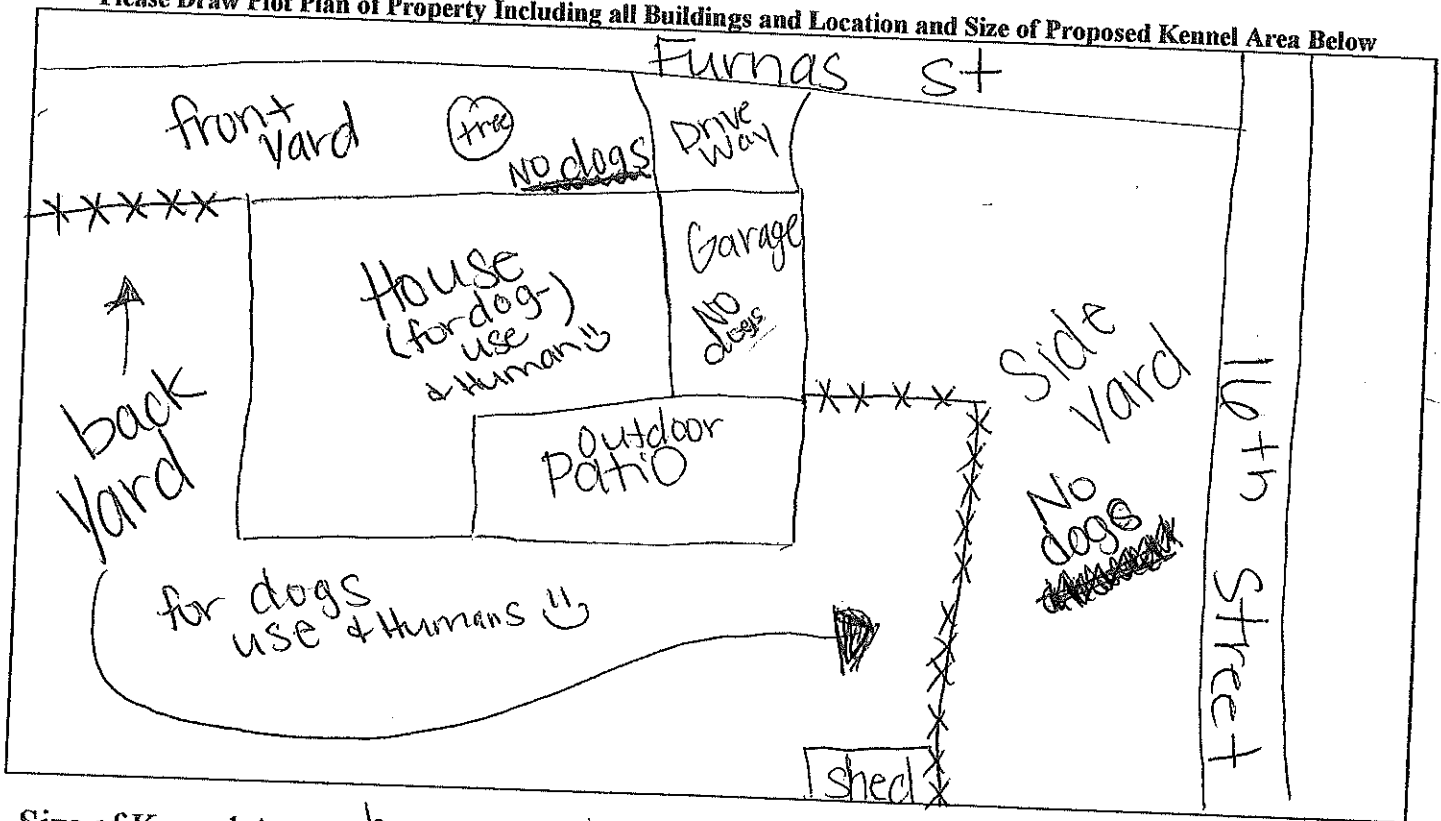 Please Draw Plot Plan of Property Including all Buildings and Location and Size of Proposed Kennel Area Below
Furnas St
front
yard
tree
NO dogs
Drive
way
House
(for dog
use
& Human)
Garage
No
dogs
back
yard
outdoor
Patio
Side
yard
No
dogs
16th Street
for dogs
use & Humans
Shed
Size of Kennel